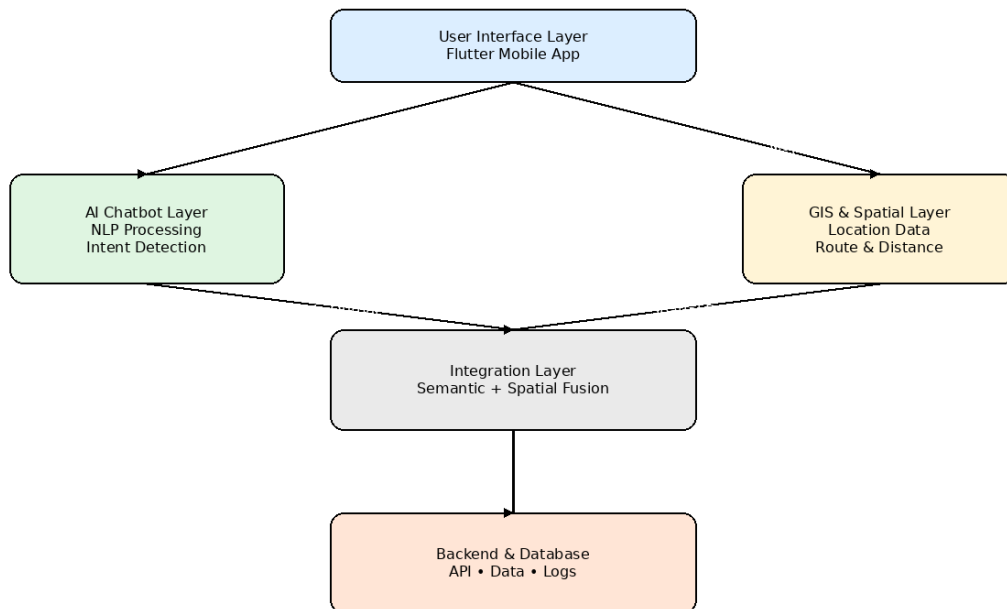 User Interface Layer
Flutter Mobile App
AI Chatbot Layer
NLP Processing
Intent Detection
GIS & Spatial Layer
Location Data
Route & Distance
Integration Layer
Semantic + Spatial Fusion
Backend & Database
API • Data • Logs